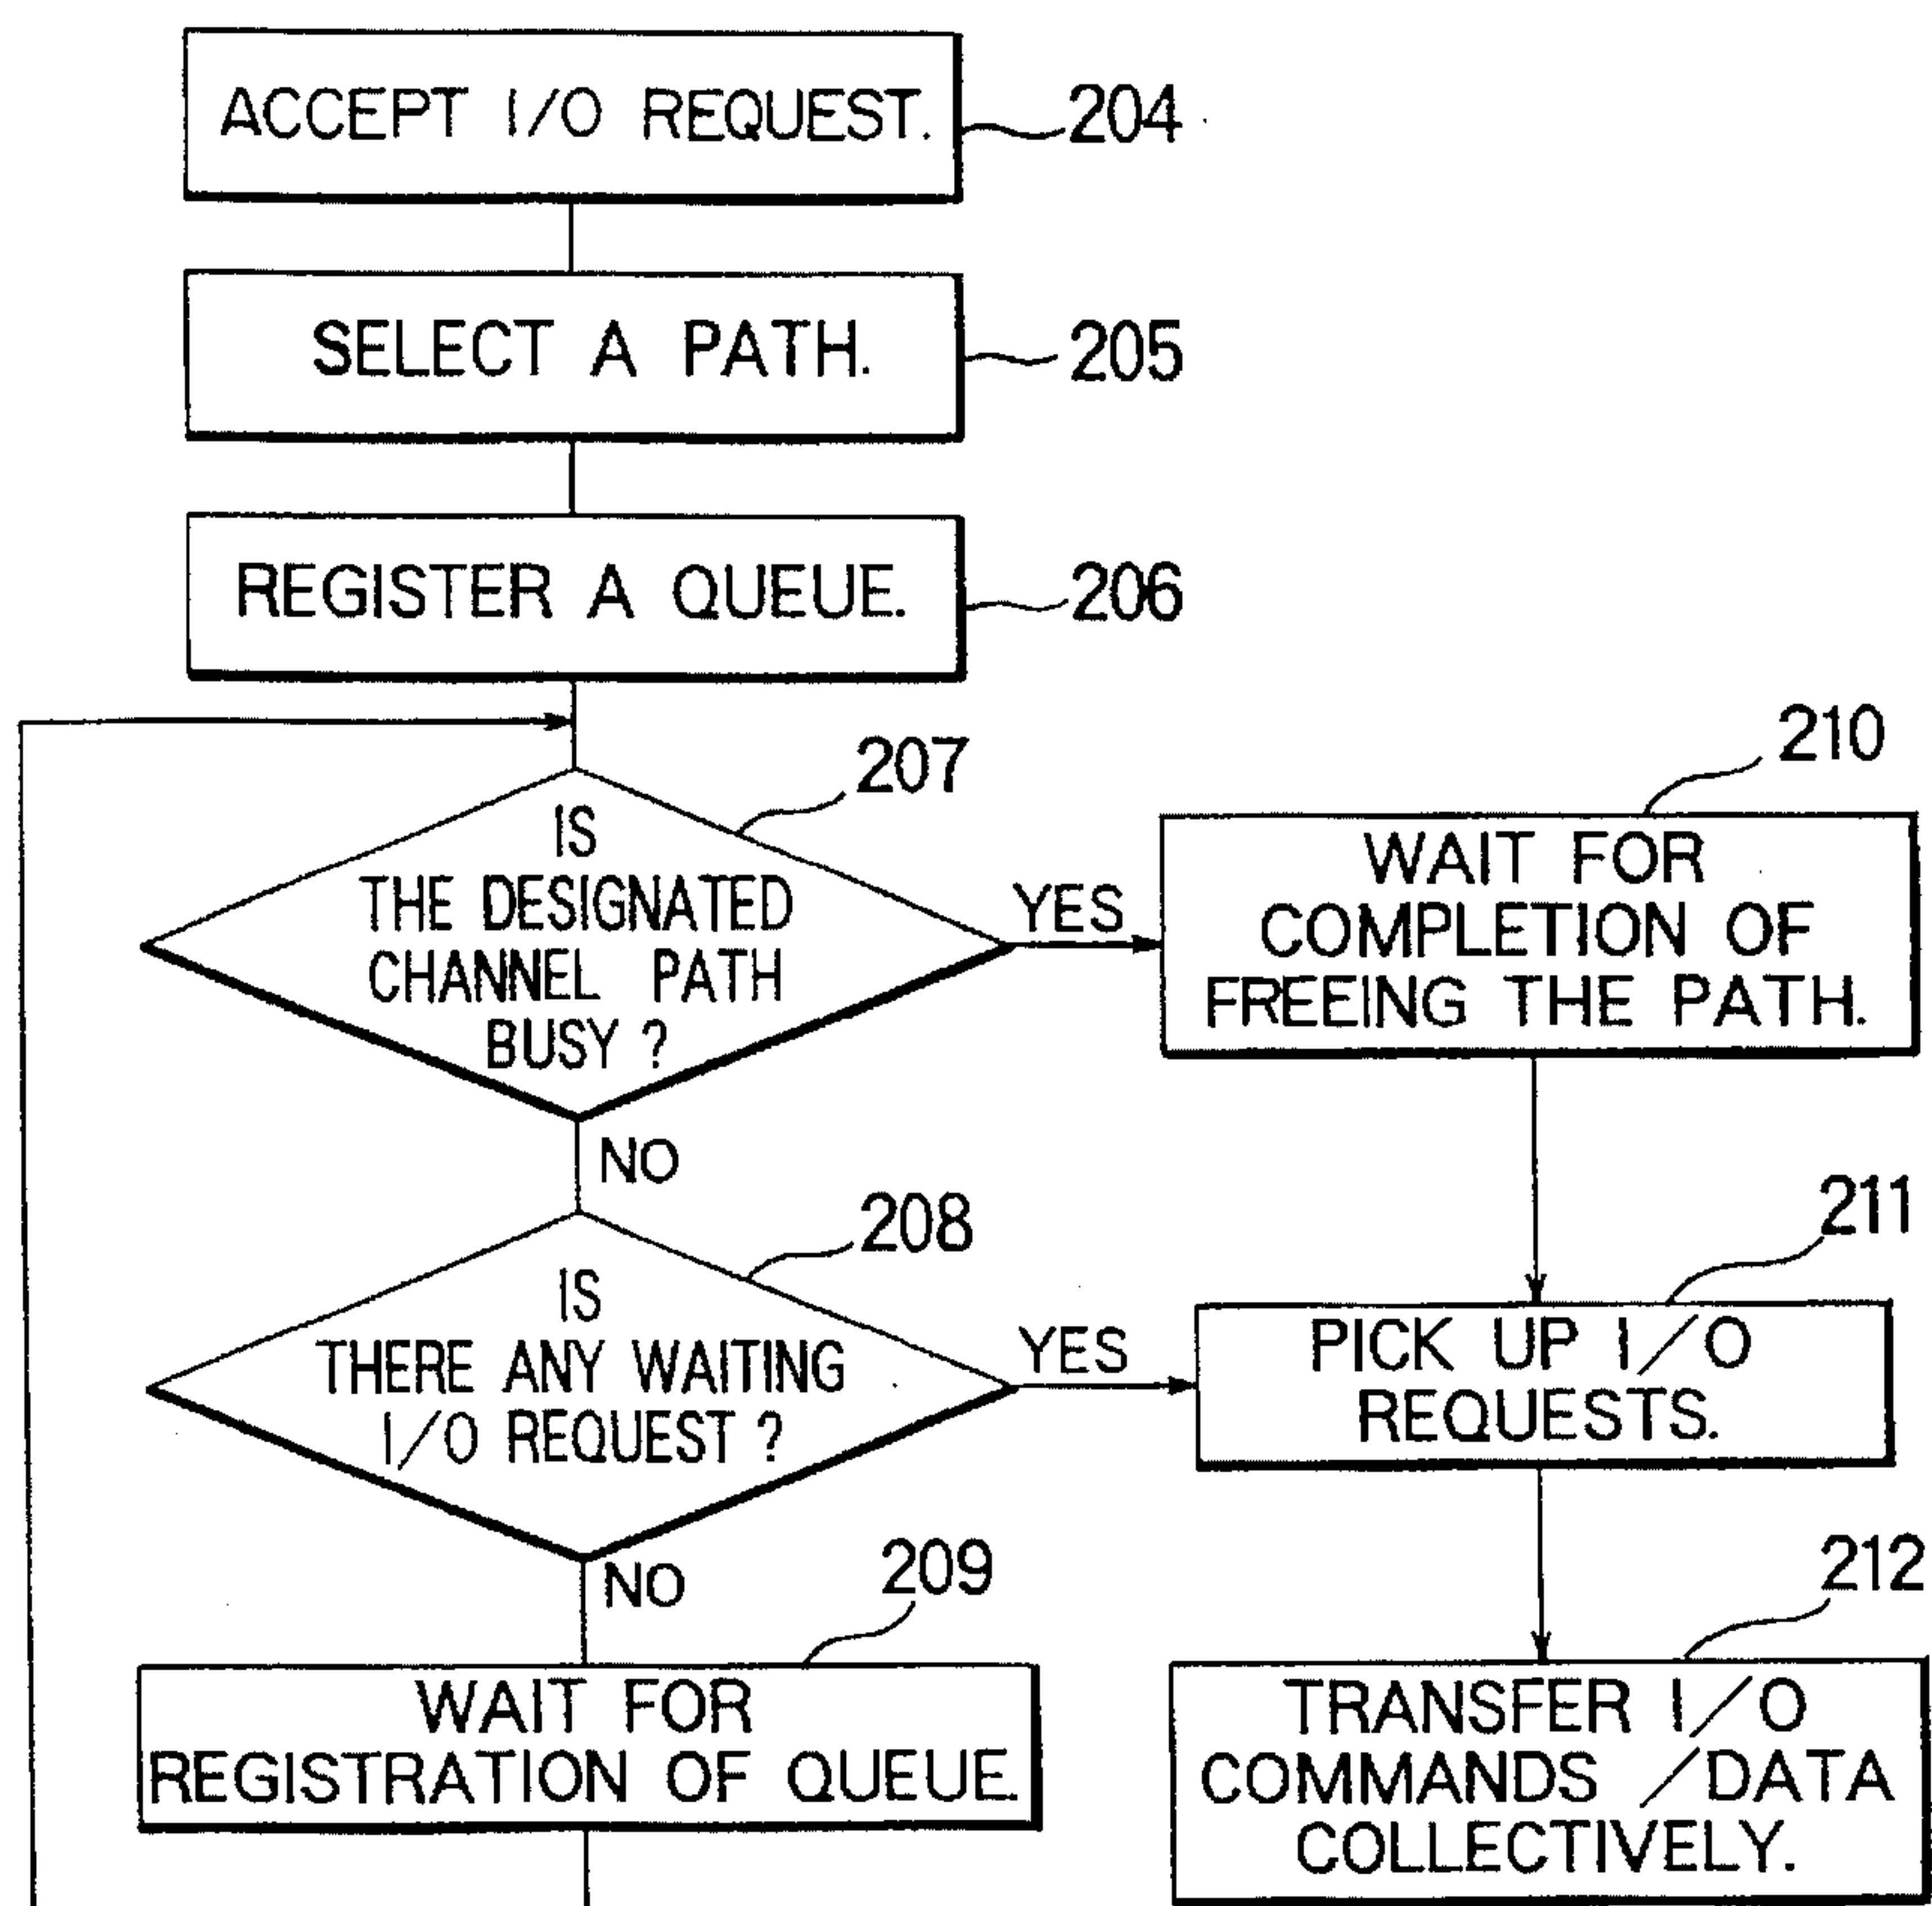 ACCEPT I/O REQUEST.
204
SELECT A PATH.
205
REGISTER A QUEUE.
206
207
IS
THE DESIGNATED
CHANNEL PATH
BUSY ?
YES
NO
210
WAIT FOR
COMPLETION OF
FREEING THE PATH.
208
IS
THERE ANY WAITING
I/O REQUEST ?
YES
NO
211
PICK UP I/O
REQUESTS.
209
WAIT FOR
REGISTRATION OF QUEUE.
212
TRANSFER I/O
COMMANDS /DATA
COLLECTIVELY.